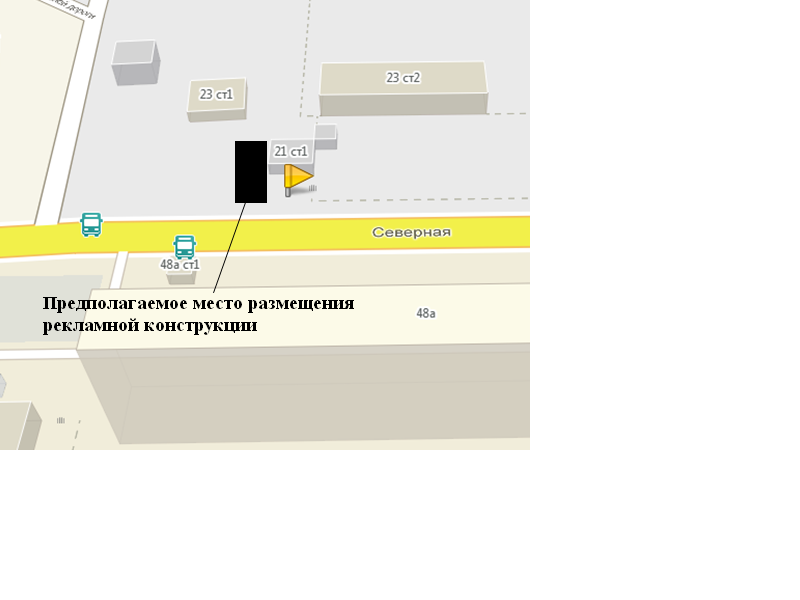 23 ст2
23 ст1
21 ст1
Северная
48а ст1
Предполагаемое место размещения
рекламной конструкции
48а